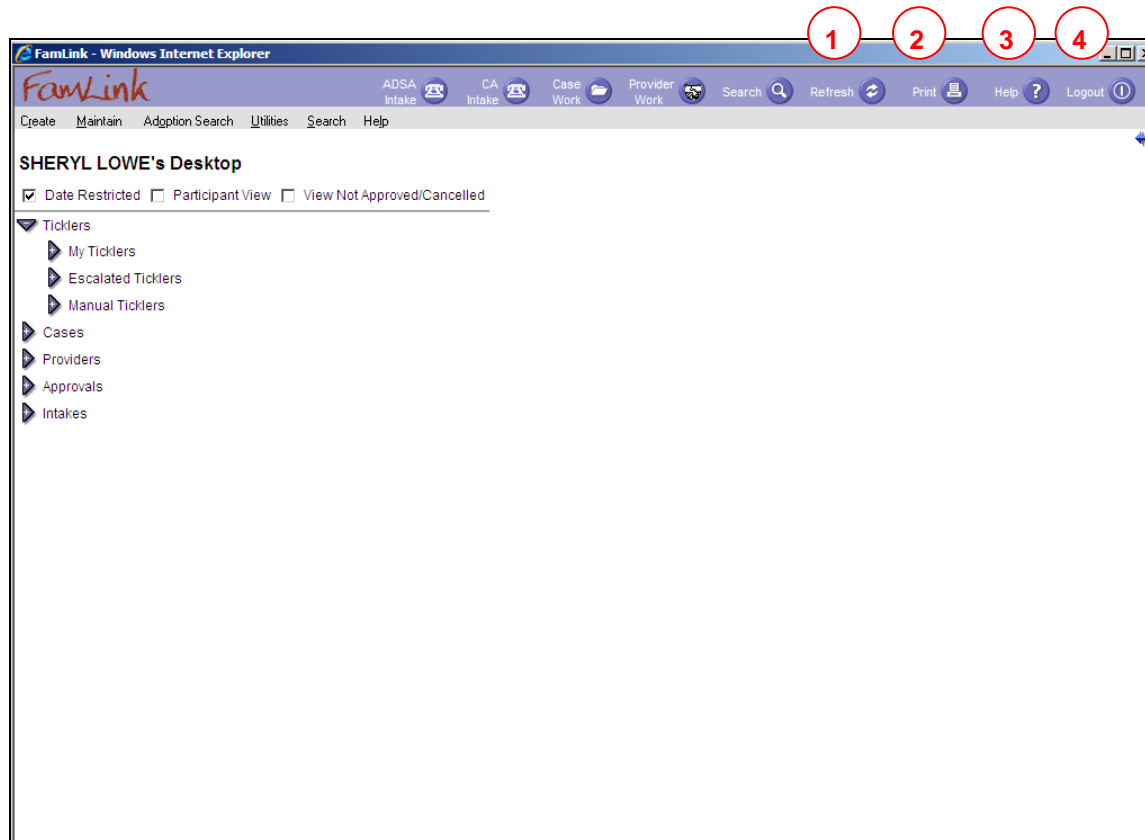 1 2 3 4
FamLink - Windows Internet Explorer
FamLink ADSA Intake CA Intake Case Work Provider Work Search Refresh Print Help Logout
Create Maintain Adoption Search Utilities Search Help
SHERYL LOWE's Desktop
Date Restricted Participant View View Not Approved/Cancelled
Ticklers
My Ticklers
Escalated Ticklers
Manual Ticklers
Cases
Providers
Approvals
Intakes